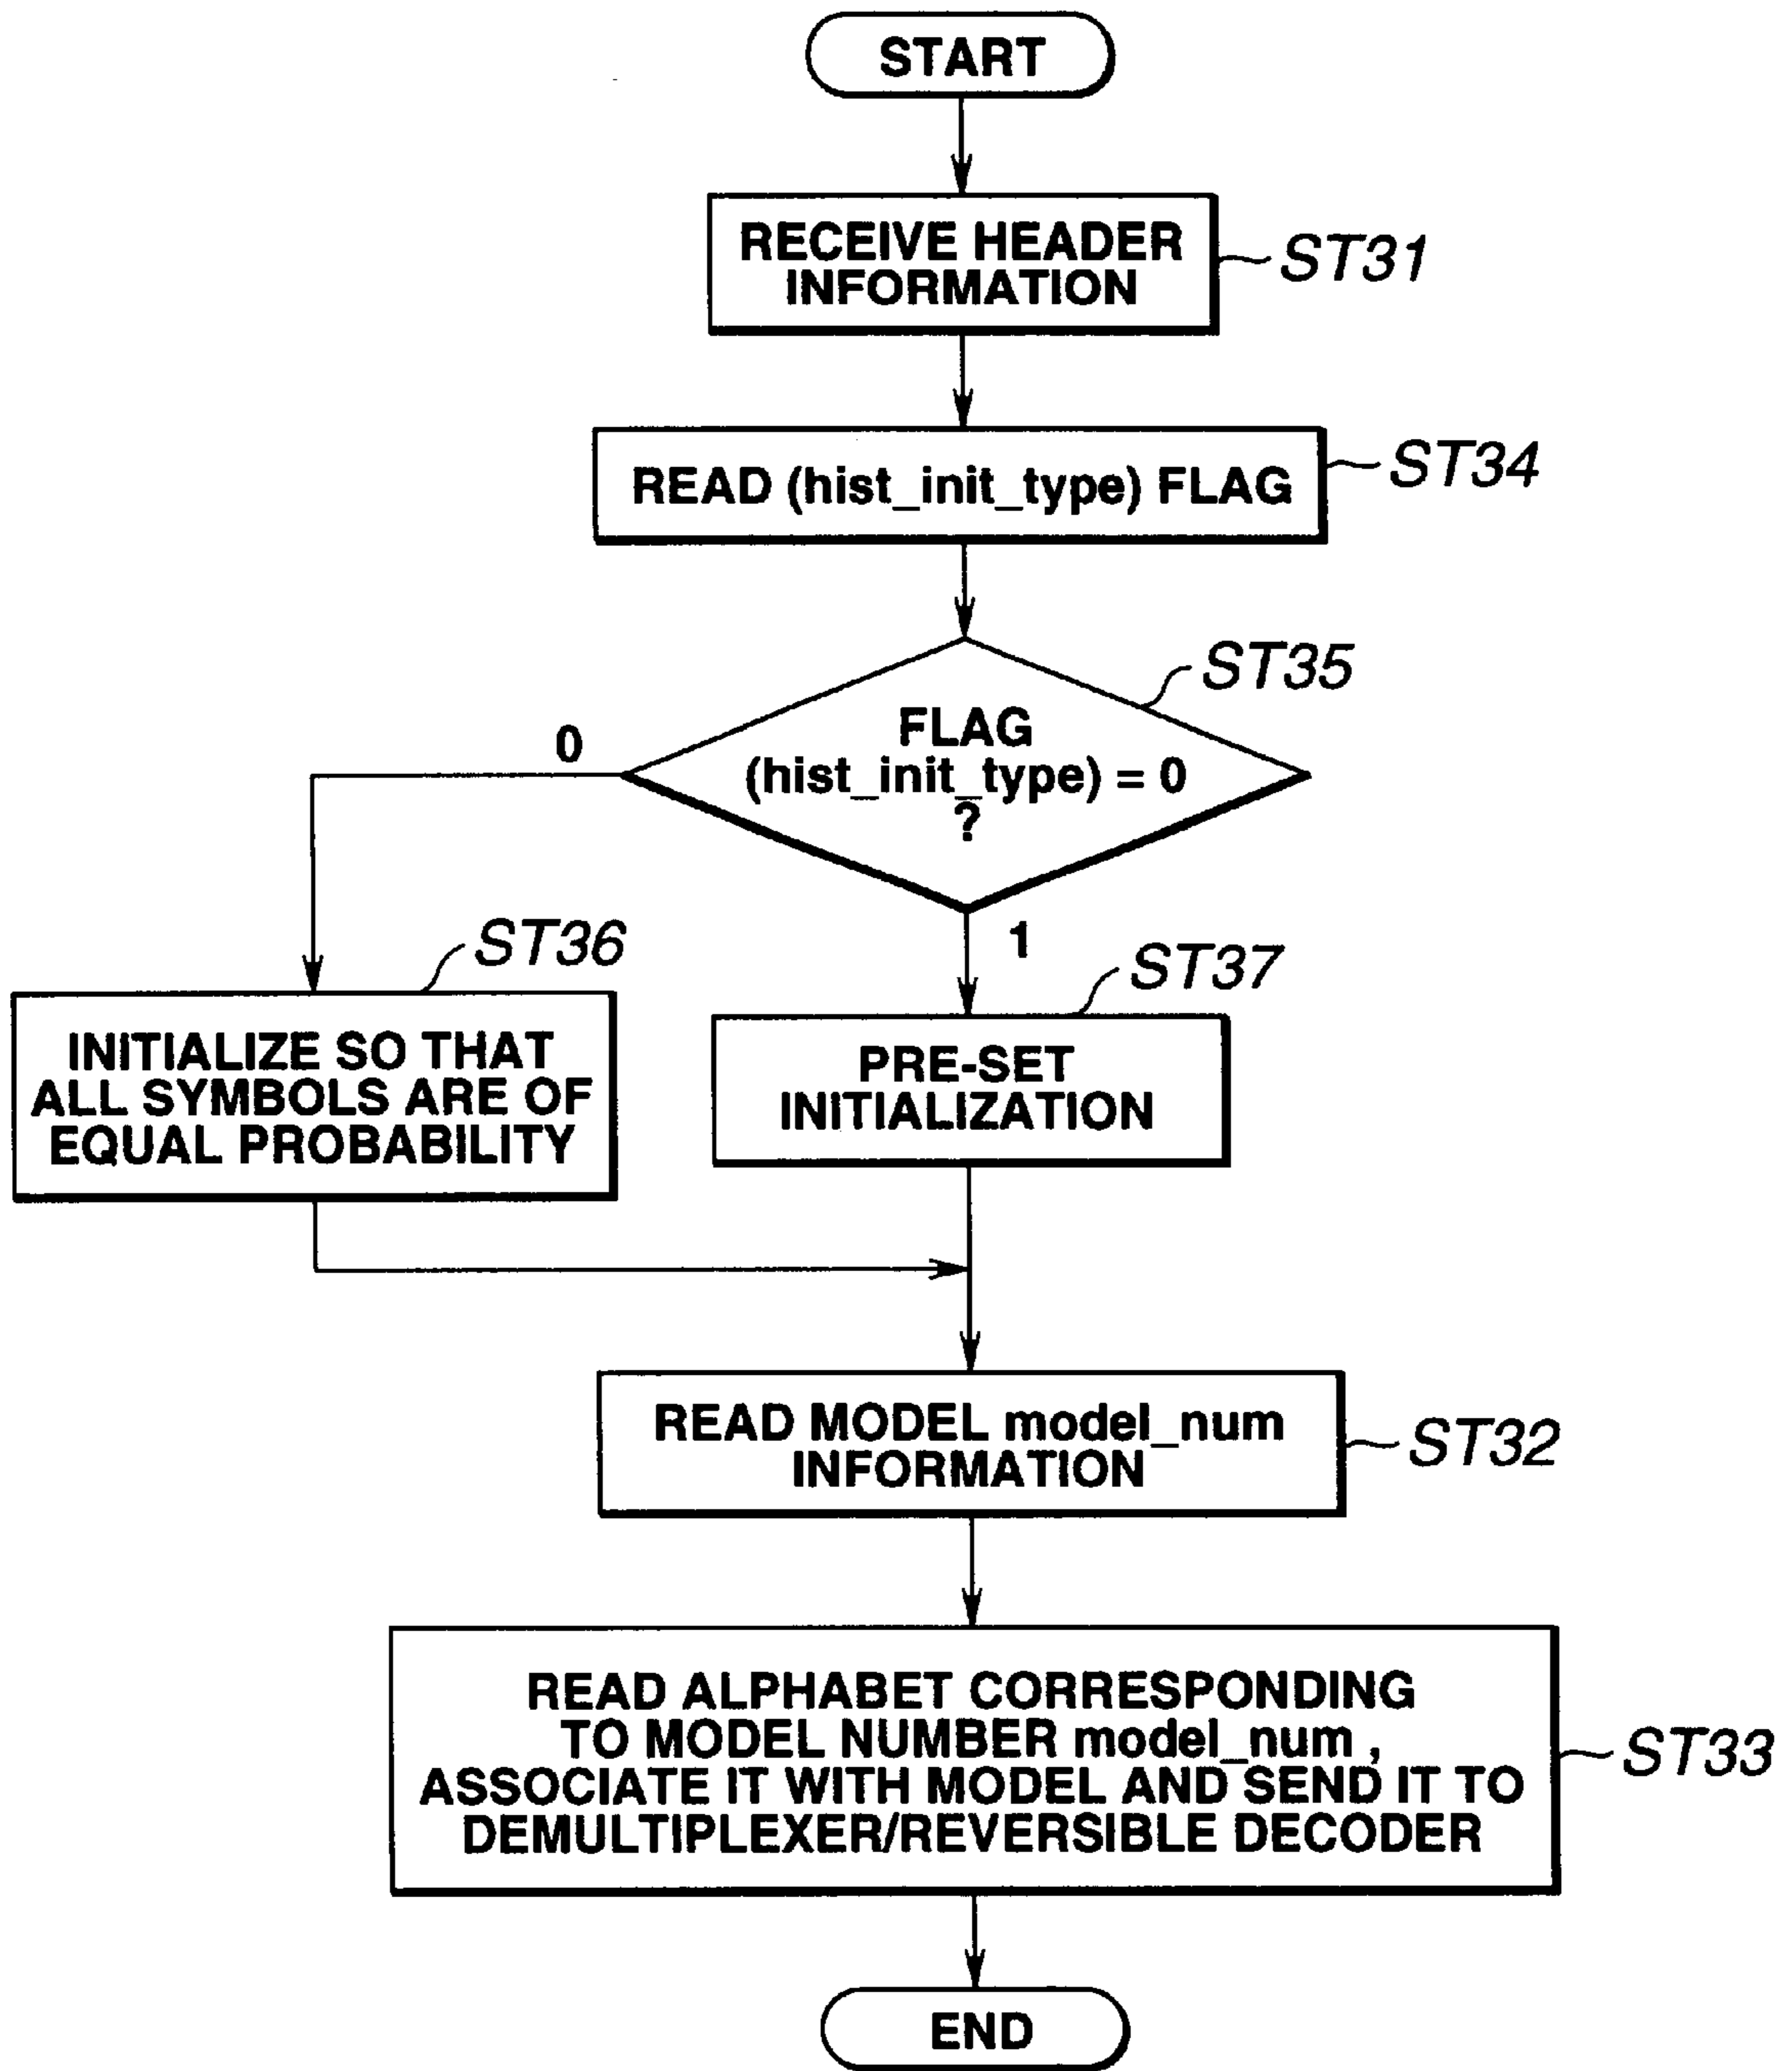 START
RECEIVE HEADER
INFORMATION
ST31
READ (hist_init_type) FLAG
ST34
FLAG
(hist_init_type) = 0
?
ST35
0
1
ST36
INITIALIZE SO THAT
ALL SYMBOLS ARE OF
EQUAL PROBABILITY
ST37
PRE-SET
INITIALIZATION
READ MODEL model_num
INFORMATION
ST32
READ ALPHABET CORRESPONDING
TO MODEL NUMBER model_num ,
ASSOCIATE IT WITH MODEL AND SEND IT TO
DEMULTIPLEXER/REVERSIBLE DECODER
ST33
END